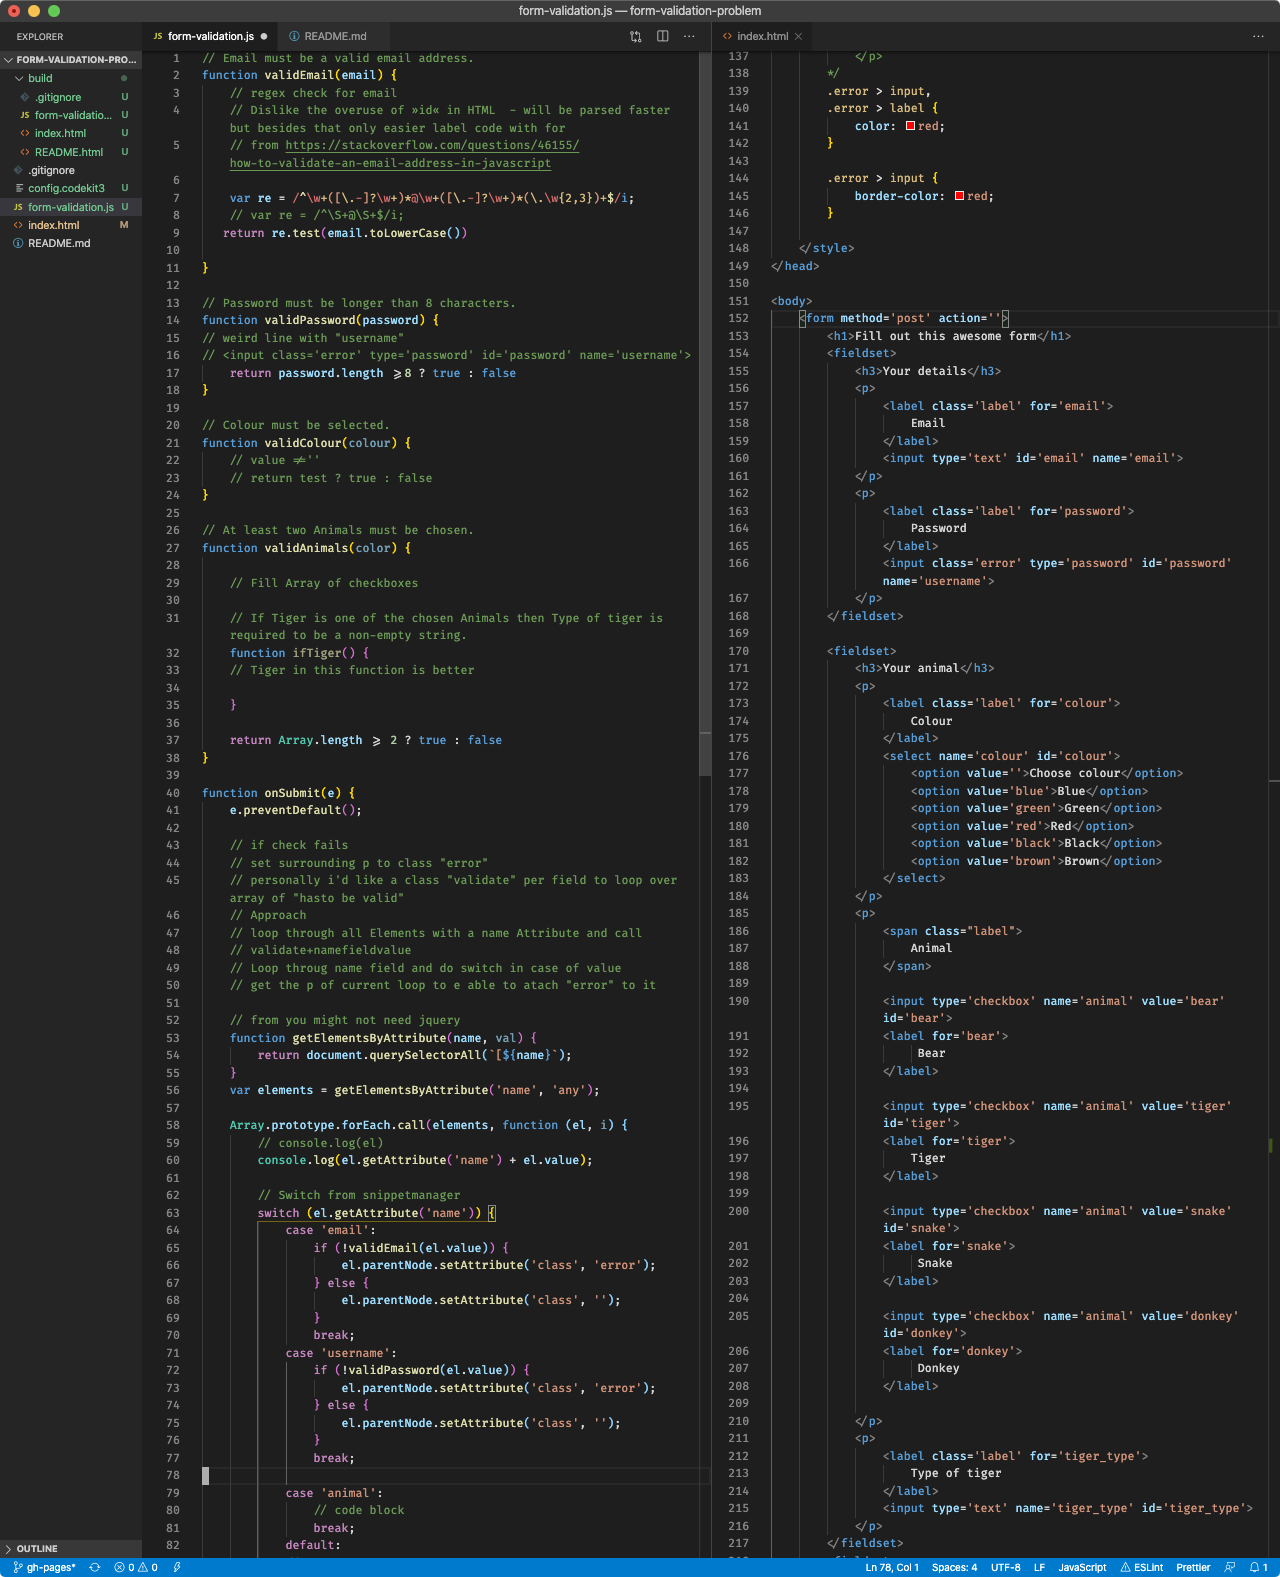 form-validation.js — form-validation-problem
EXPLORER
FORM-VALIDATION-PRO...
build
.gitignore U
form-validatio... U
index.html U
README.html U
.gitignore
config.codekit3 U
form-validation.js U
index.html M
README.md
OUTLINE
form-validation.js
README.md
1 // Email must be a valid email address.
2 function validEmail(email) {
3 // regex check for email
4 // Dislike the overuse of »id« in HTML  - will be parsed faster
but besides that only easier label code with for
5 // from https://stackoverflow.com/questions/46155/
how-to-validate-an-email-address-in-javascript
6
7 var re = /^\w+([\.-]?\w+)*@\w+([\.-]?\w+)*(\.\w{2,3})+$/i;
8 // var re = /^\S+@\S+$/i;
9 return re.test(email.toLowerCase())
10
11 }
12
13 // Password must be longer than 8 characters.
14 function validPassword(password) {
15 // weird line with "username"
16 // <input class='error' type='password' id='password' name='username'>
17 return password.length >=8 ? true : false
18 }
19
20 // Colour must be selected.
21 function validColour(colour) {
22 // value !=''
23 // return test ? true : false
24 }
25
26 // At least two Animals must be chosen.
27 function validAnimals(color) {
28
29 // Fill Array of checkboxes
30
31 // If Tiger is one of the chosen Animals then Type of tiger is
required to be a non-empty string.
32 function ifTiger() {
33 // Tiger in this function is better
34
35 }
36
37 return Array.length >= 2 ? true : false
38 }
39
40 function onSubmit(e) {
41 e.preventDefault();
42
43 // if check fails
44 // set surrounding p to class "error"
45 // personally i'd like a class "validate" per field to loop over
array of "hasto be valid"
46 // Approach
47 // loop through all Elements with a name Attribute and call
48 // validate+namefieldvalue
49 // Loop throug name field and do switch in case of value
50 // get the p of current loop to e able to atach "error" to it
51
52 // from you might not need jquery
53 function getElementsByAttribute(name, val) {
54 return document.querySelectorAll(`[${name}`);
55 }
56 var elements = getElementsByAttribute('name', 'any');
57
58 Array.prototype.forEach.call(elements, function (el, i) {
59 // console.log(el)
60 console.log(el.getAttribute('name') + el.value);
61
62 // Switch from snippetmanager
63 switch (el.getAttribute('name')) {
64 case 'email':
65 if (!validEmail(el.value)) {
66 el.parentNode.setAttribute('class', 'error');
67 } else {
68 el.parentNode.setAttribute('class', '');
69 }
70 break;
71 case 'username':
72 if (!validPassword(el.value)) {
73 el.parentNode.setAttribute('class', 'error');
74 } else {
75 el.parentNode.setAttribute('class', '');
76 }
77 break;
78
79 case 'animal':
80 // code block
81 break;
82 default:
index.html
137 </p>
138 */
139 .error > input,
140 .error > label {
141 color: red;
142 }
143
144 .error > input {
145 border-color: red;
146 }
147
148 </style>
149 </head>
150
151 <body>
152 <form method='post' action=''>
153 <h1>Fill out this awesome form</h1>
154 <fieldset>
155 <h3>Your details</h3>
156 <p>
157 <label class='label' for='email'>
158 Email
159 </label>
160 <input type='text' id='email' name='email'>
161 </p>
162 <p>
163 <label class='label' for='password'>
164 Password
165 </label>
166 <input class='error' type='password' id='password'
name='username'>
167 </p>
168 </fieldset>
169
170 <fieldset>
171 <h3>Your animal</h3>
172 <p>
173 <label class='label' for='colour'>
174 Colour
175 </label>
176 <select name='colour' id='colour'>
177 <option value=''>Choose colour</option>
178 <option value='blue'>Blue</option>
179 <option value='green'>Green</option>
180 <option value='red'>Red</option>
181 <option value='black'>Black</option>
182 <option value='brown'>Brown</option>
183 </select>
184 </p>
185 <p>
186 <span class="label">
187 Animal
188 </span>
189
190 <input type='checkbox' name='animal' value='bear'
id='bear'>
191 <label for='bear'>
192 Bear
193 </label>
194
195 <input type='checkbox' name='animal' value='tiger'
id='tiger'>
196 <label for='tiger'>
197 Tiger
198 </label>
199
200 <input type='checkbox' name='animal' value='snake'
id='snake'>
201 <label for='snake'>
202 Snake
203 </label>
204
205 <input type='checkbox' name='animal' value='donkey'
id='donkey'>
206 <label for='donkey'>
207 Donkey
208 </label>
209
210 </p>
211 <p>
212 <label class='label' for='tiger_type'>
213 Type of tiger
214 </label>
215 <input type='text' name='tiger_type' id='tiger_type'>
216 </p>
217 </fieldset>
gh-pages* 0 0
Ln 78, Col 1 Spaces: 4 UTF-8 LF JavaScript ESLint Prettier 1